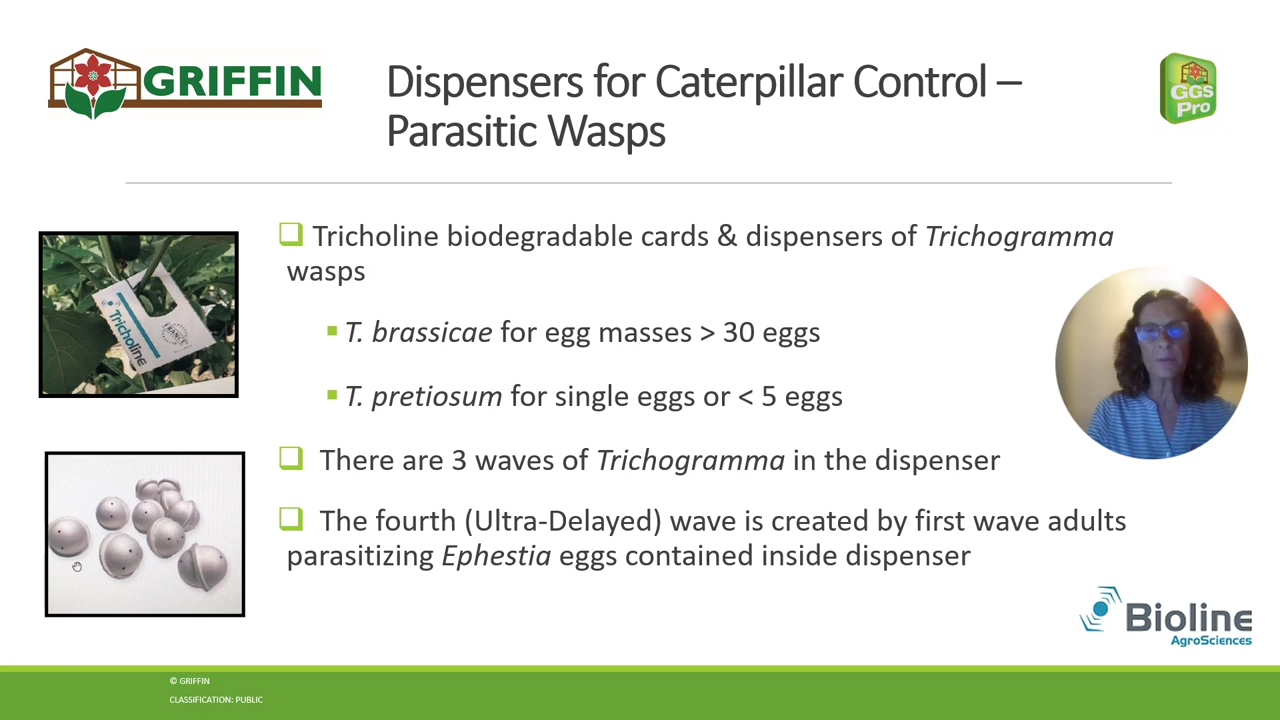 GRIFFIN
Dispensers for Caterpillar Control –
Parasitic Wasps
GGS
Pro
Tricholine biodegradable cards & dispensers of Trichogramma
wasps
T. brassicae for egg masses > 30 eggs
T. pretiosum for single eggs or < 5 eggs
There are 3 waves of Trichogramma in the dispenser
The fourth (Ultra-Delayed) wave is created by first wave adults
parasitizing Ephestia eggs contained inside dispenser
Tricholine
FRANCE
Bioline
AgroSciences
© GRIFFIN
CLASSIFICATION: PUBLIC